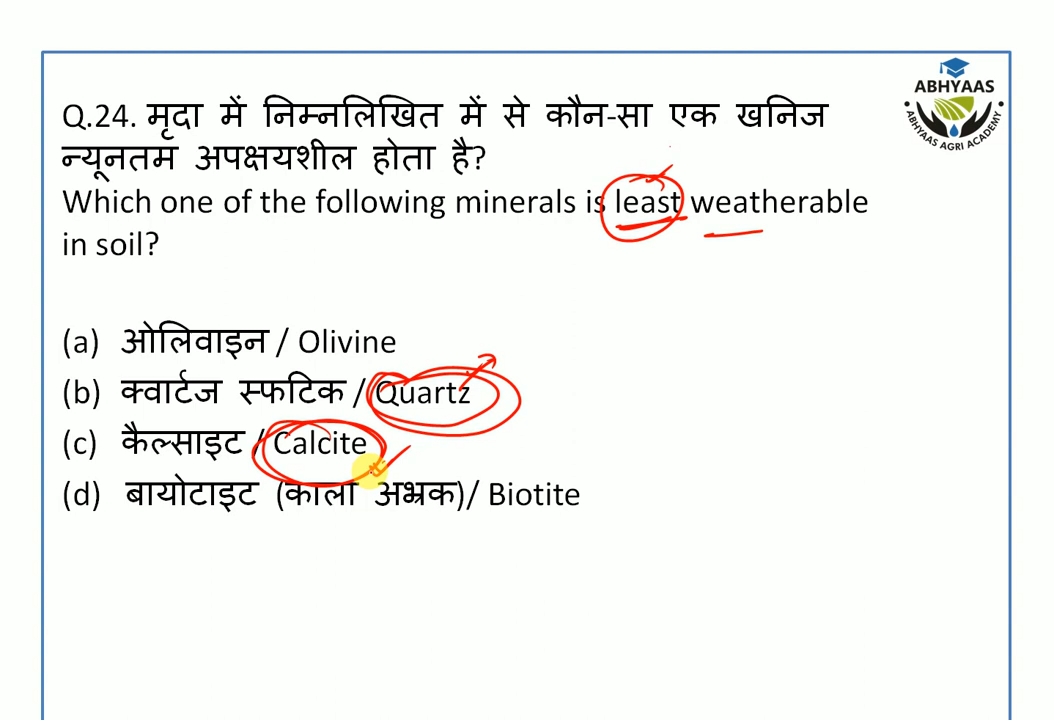 ABHYAAS
ABHYAAS AGRI ACADEMY
Q.24. मृदा में निम्नलिखित में से कौन-सा एक खनिज
न्यूनतम अपक्षयशील होता है?
Which one of the following minerals is least weatherable
in soil?
(a) ओलिवाइन / Olivine
(b) क्वार्टज स्फटिक / Quartz
(c) कैल्साइट / Calcite
(d) बायोटाइट (काला अभ्रक)/ Biotite